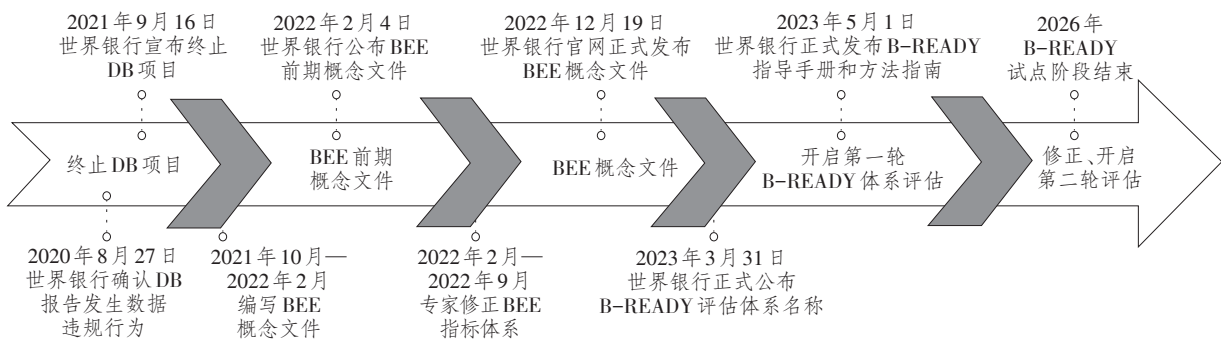 2021年9月16日
世界银行宣布终止
DB项目
2022年2月4日
世界银行公布BEE
前期概念文件
2022年12月19日
世界银行官网正式发布
BEE概念文件
2023年5月1日
世界银行正式发布B-READY
指导手册和方法指南
2026年
B-READY
试点阶段结束
终止DB项目
BEE前期
概念文件
BEE概念文件
开启第一轮
B-READY体系评估
修正、开启
第二轮评估
2020年8月27日
世界银行确认DB
报告发生数据
违规行为
2021年10月—
2022年2月
编写BEE
概念文件
2022年2月—
2022年9月
专家修正BEE
指标体系
2023年3月31日
世界银行正式公布
B-READY评估体系名称